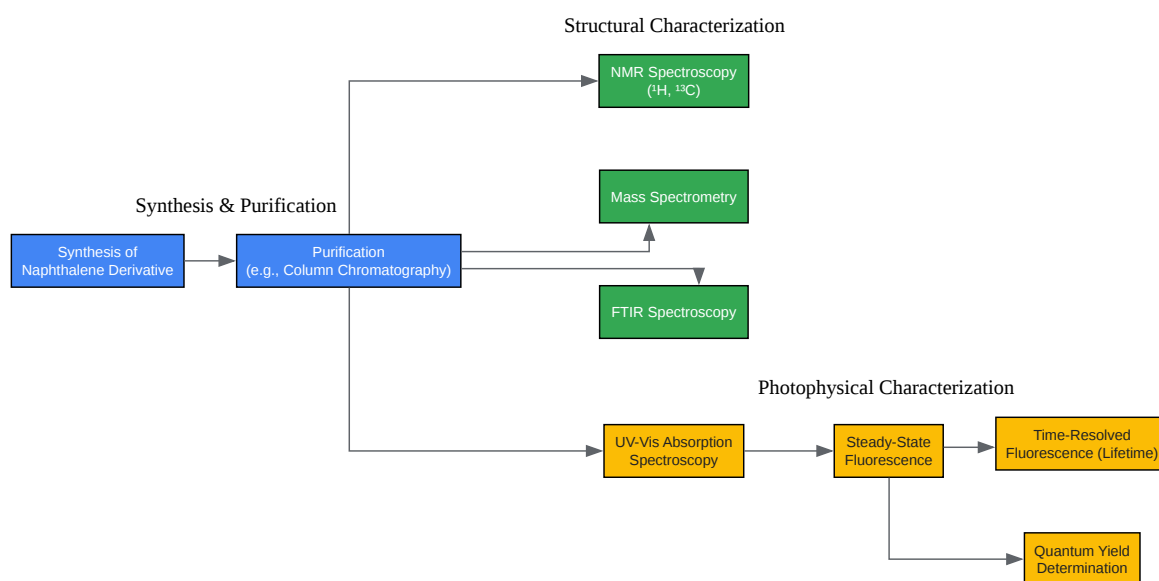 Structural Characterization
NMR Spectroscopy
(¹H, ¹³C)
Mass Spectrometry
Synthesis & Purification
Synthesis of
Naphthalene Derivative
Purification
(e.g., Column Chromatography)
FTIR Spectroscopy
Photophysical Characterization
UV-Vis Absorption
Spectroscopy
Steady-State
Fluorescence
Time-Resolved
Fluorescence (Lifetime)
Quantum Yield
Determination